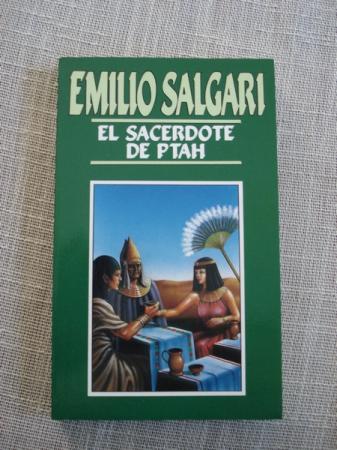 EMILIO SALGARI
EL SACERDOTE
DE PTAH